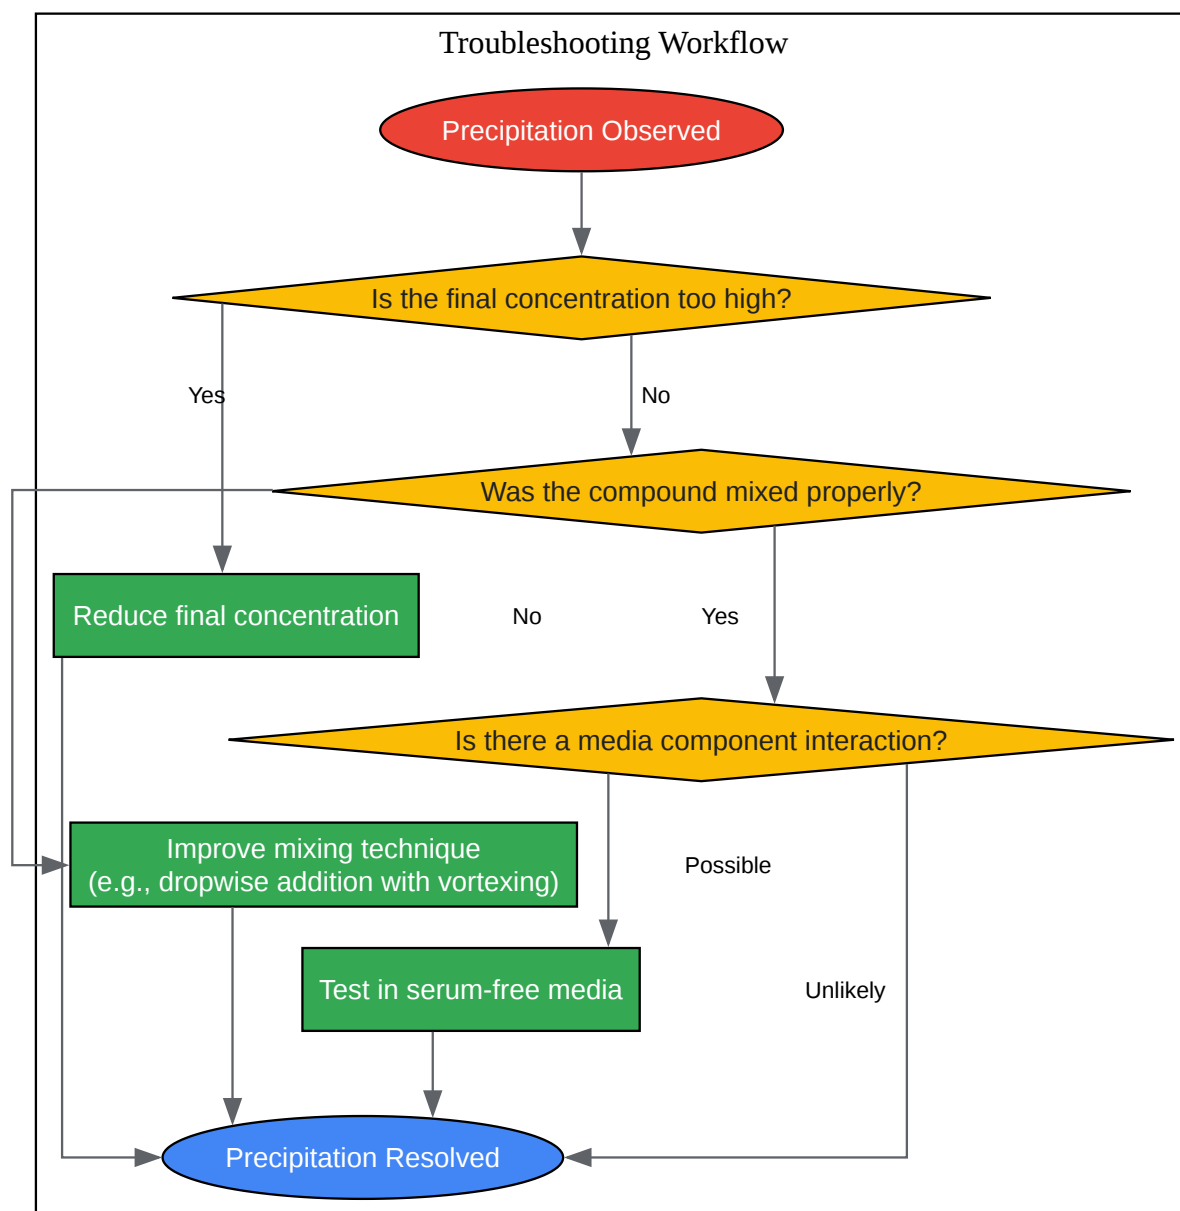 Troubleshooting Workflow
Precipitation Observed
Is the final concentration too high?
Yes
No
Was the compound mixed properly?
Reduce final concentration
No
Yes
Is there a media component interaction?
Improve mixing technique
(e.g., dropwise addition with vortexing)
Possible
Test in serum-free media
Unlikely
Precipitation Resolved